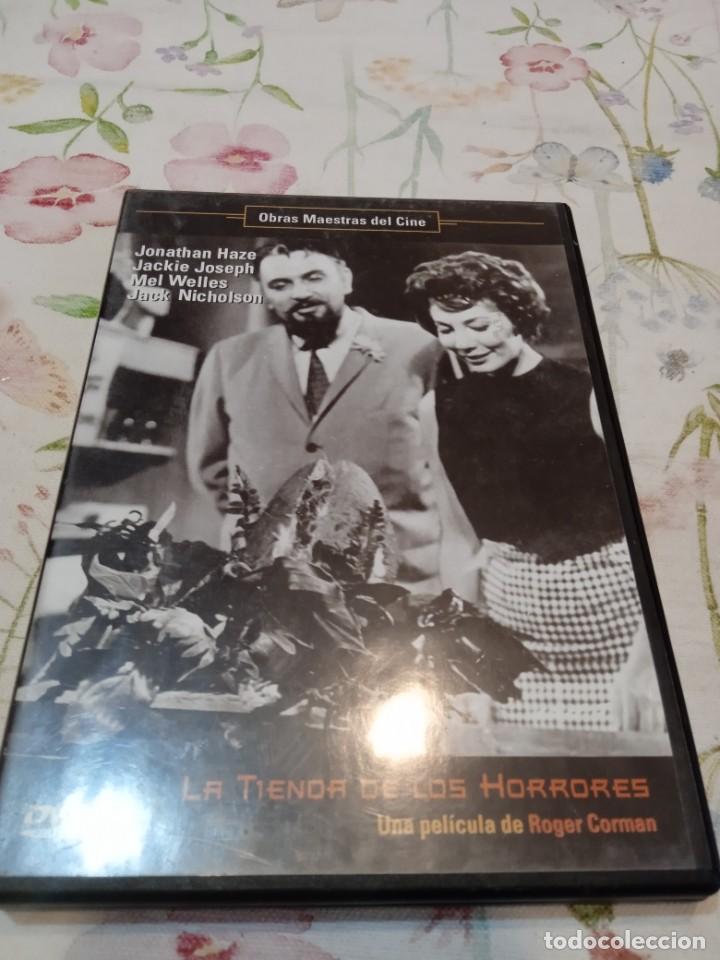 Obras Maestras del Cine
Jonathan Haze
Jackie Joseph
Mel Welles
Jack Nicholson
LA TIENDA DE LOS HORRORES
Una película de Roger Corman
todocoleccion